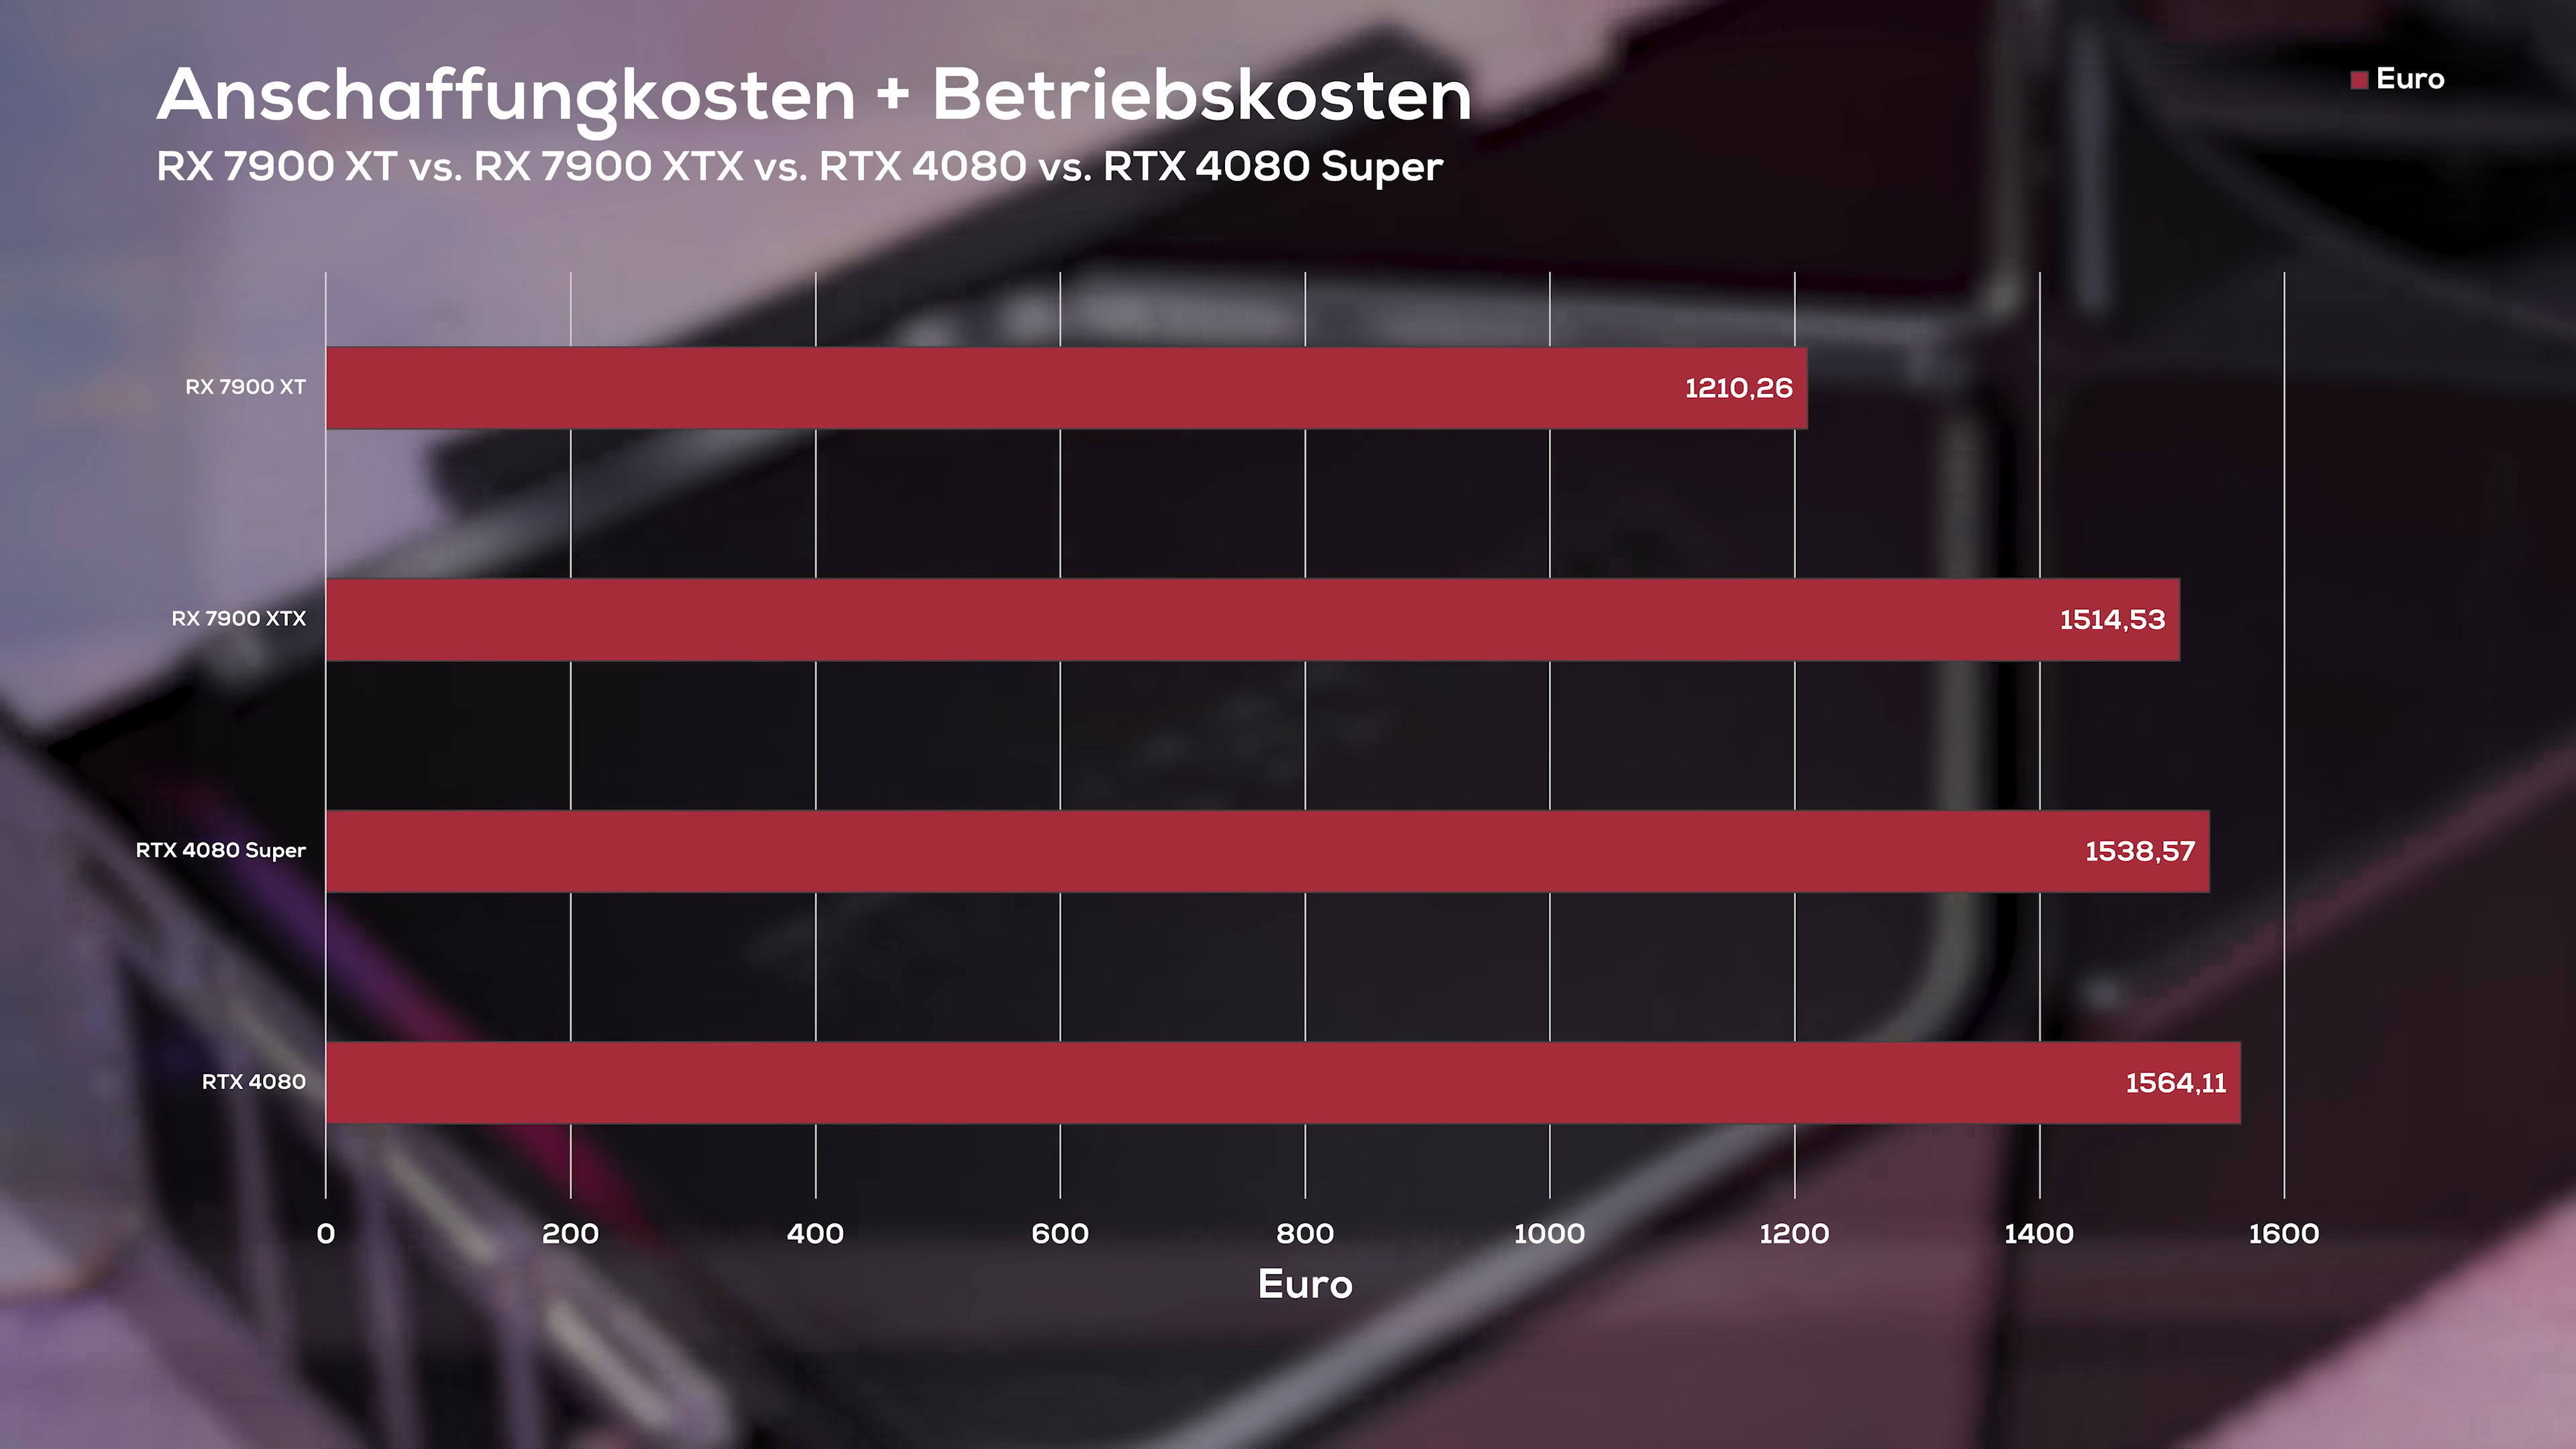 Anschaffungkosten + Betriebskosten
RX 7900 XT vs. RX 7900 XTX vs. RTX 4080 vs. RTX 4080 Super
Euro
RX 7900 XT
1210,26
RX 7900 XTX
1514,53
RTX 4080 Super
1538,57
RTX 4080
1564,11
0 200 400 600 800 1000 1200 1400 1600
Euro